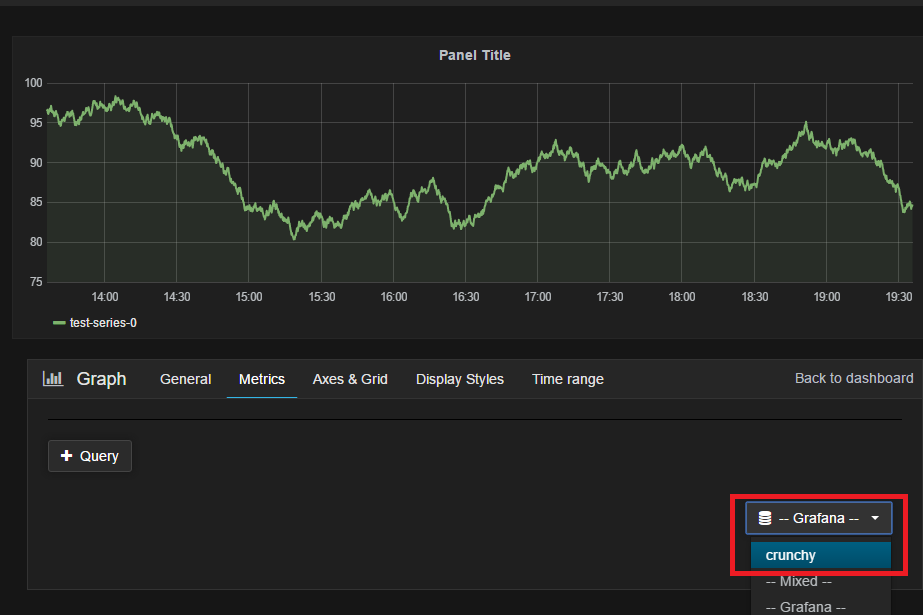 Panel Title
100
95
90
85
80
75
14:00 14:30 15:00 15:30 16:00 16:30 17:00 17:30 18:00 18:30 19:00 19:30
test-series-0
Graph General Metrics Axes & Grid Display Styles Time range Back to dashboard
+ Query
-- Grafana --
crunchy
-- Mixed --
-- Grafana --